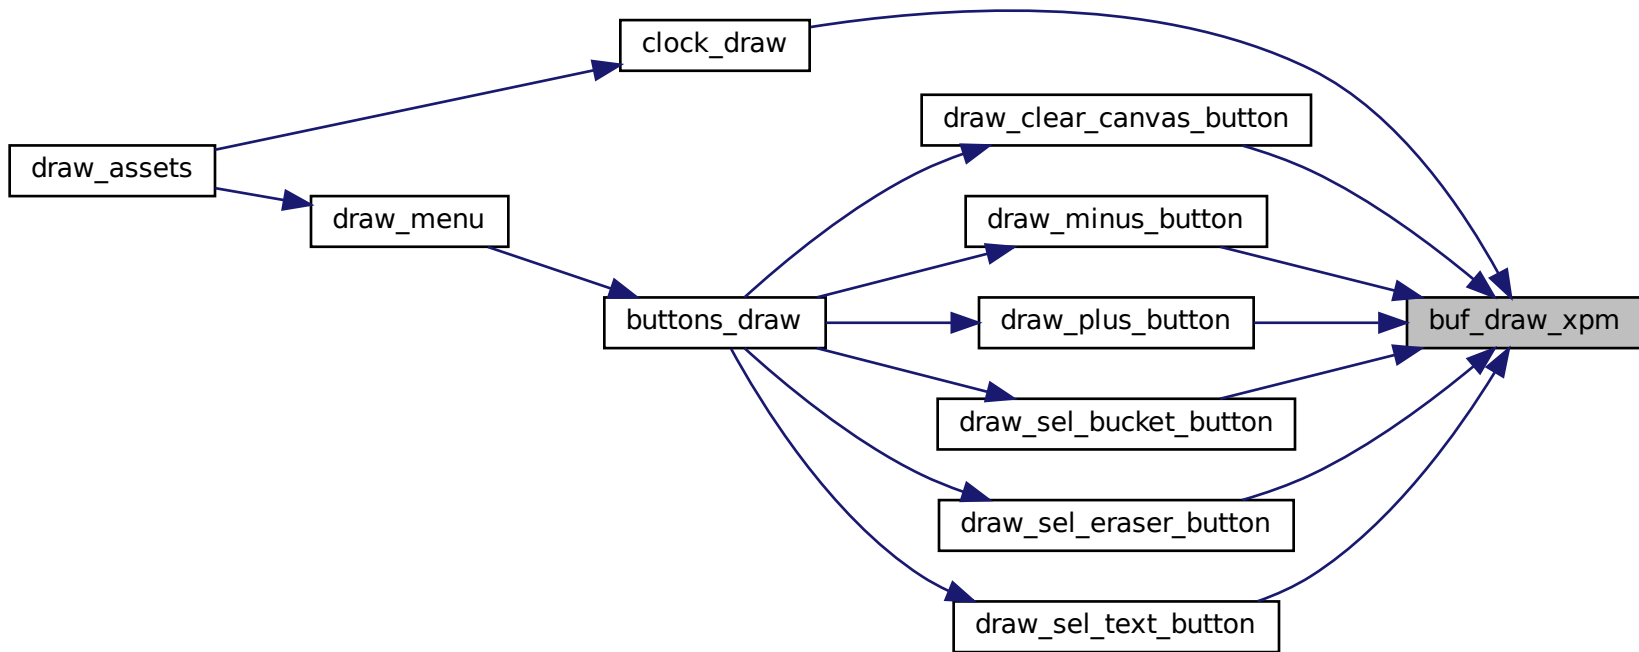 clock_draw
draw_clear_canvas_button
draw_assets
draw_menu
draw_minus_button
buttons_draw
draw_plus_button
buf_draw_xpm
draw_sel_bucket_button
draw_sel_eraser_button
draw_sel_text_button